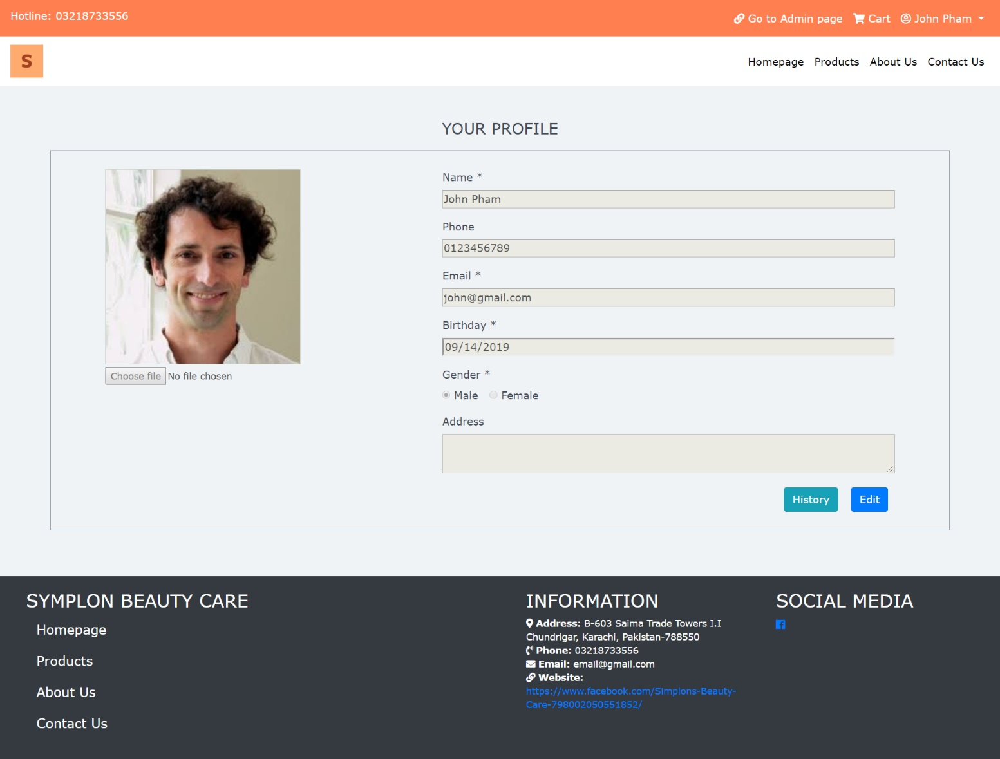 Hotline: 03218733556
Go to Admin page Cart John Pham
S
Homepage Products About Us Contact Us
YOUR PROFILE
Choose file No file chosen
Name *
John Pham
Phone
0123456789
Email *
john@gmail.com
Birthday *
09/14/2019
Gender *
Male Female
Address
History Edit
SYMPLON BEAUTY CARE
Homepage
Products
About Us
Contact Us
INFORMATION
Address: B-603 Saima Trade Towers I.I
Chundrigar, Karachi, Pakistan-788550
Phone: 03218733556
Email: email@gmail.com
Website:
https://www.facebook.com/Simplons-Beauty-
Care-798002050551852/
SOCIAL MEDIA